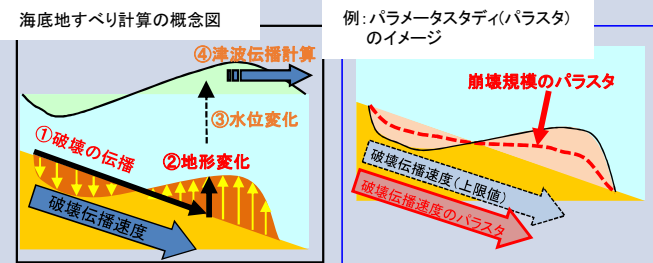 海底地すべり計算の概念図
④津波伝播計算
③水位変化
①破壊の伝播
②地形変化
破壊伝播速度
例：パラメータスタディ(パラスタ)
のイメージ
崩壊規模のパラスタ
破壊伝播速度(上限値)
破壊伝播速度のパラスタ